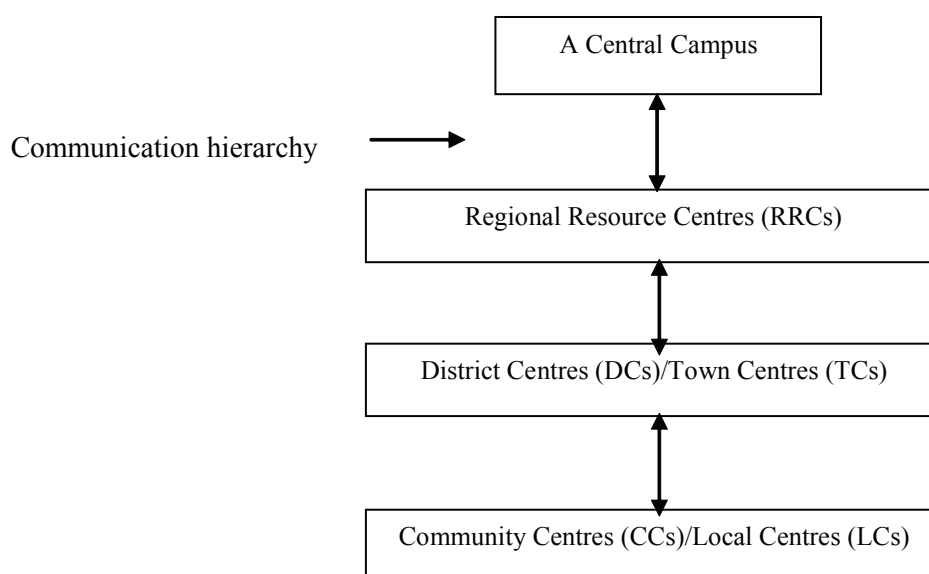 A Central Campus
Communication hierarchy
Regional Resource Centres (RRCs)
District Centres (DCs)/Town Centres (TCs)
Community Centres (CCs)/Local Centres (LCs)